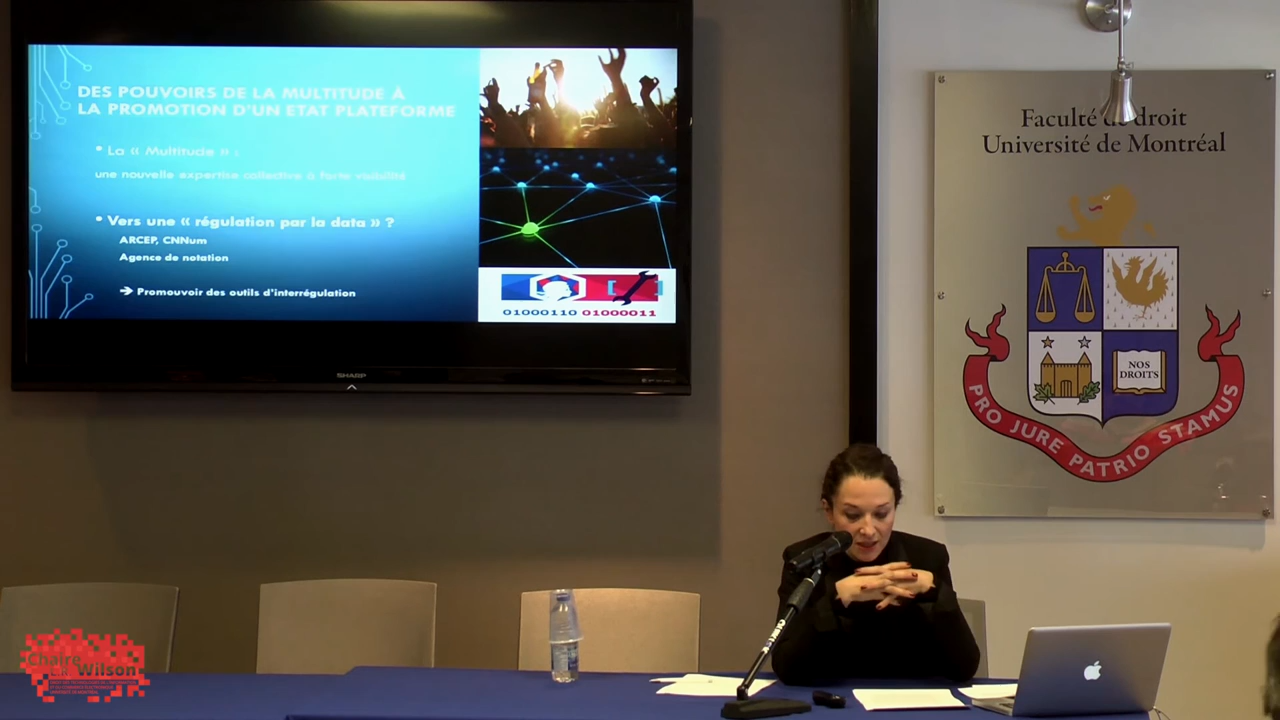 DES POUVOIRS DE LA MULTITUDE À
LA PROMOTION D'UN ETAT PLATEFORME
• La « Multitude » :
une nouvelle expertise collective à forte visibilité
• Vers une « régulation par la data » ?
ARCEP, CNNum
Agence de notation
➔ Promouvoir des outils d'interrégulation
01000110 01000011
SHARP
Faculté de droit
Université de Montréal
NOS
DROITS
PRO JURE PATRIO STAMUS
Chaire
L.R. Wilson